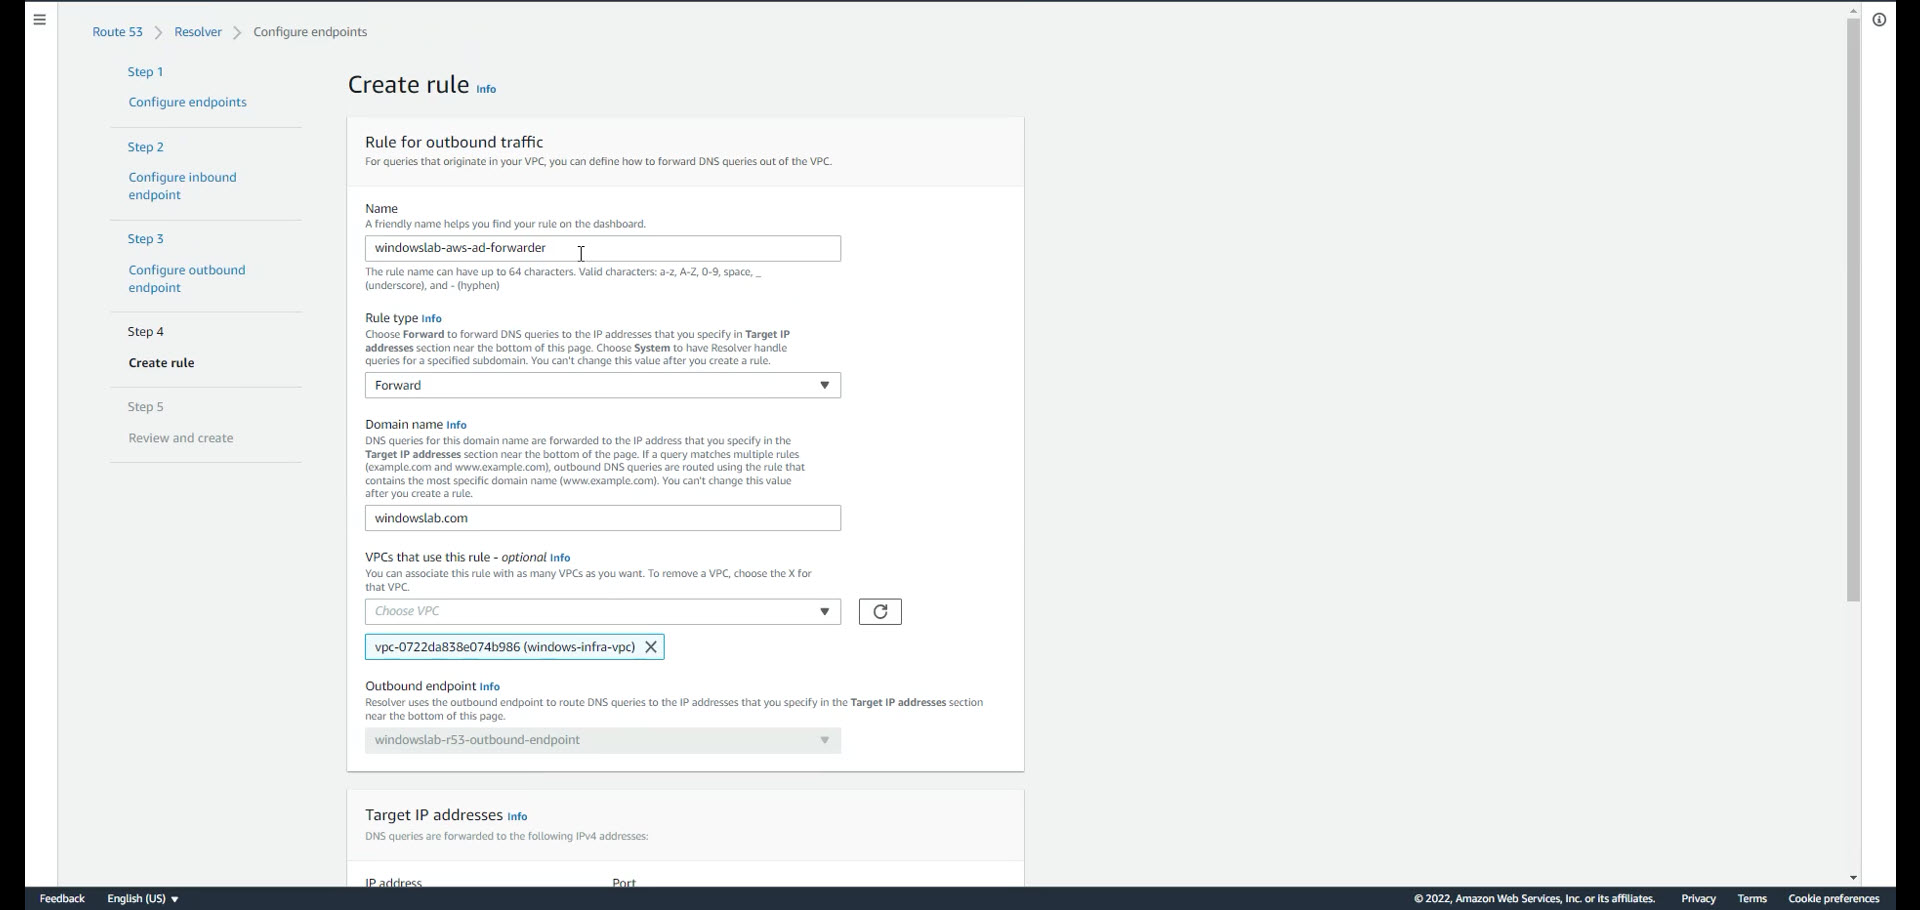 Route 53 > Resolver > Configure endpoints
Step 1
Configure endpoints
Step 2
Configure inbound
endpoint
Step 3
Configure outbound
endpoint
Step 4
Create rule
Step 5
Review and create
Create rule Info
Rule for outbound traffic
For queries that originate in your VPC, you can define how to forward DNS queries out of the VPC.
Name
A friendly name helps you find your rule on the dashboard.
windowslab-aws-ad-forwarder
The rule name can have up to 64 characters. Valid characters: a-z, A-Z, 0-9, space, _
(underscore), and - (hyphen)
Rule type Info
Choose Forward to forward DNS queries to the IP addresses that you specify in Target IP
addresses section near the bottom of this page. Choose System to have Resolver handle
queries for a specified subdomain. You can't change this value after you create a rule.
Forward
Domain name Info
DNS queries for this domain name are forwarded to the IP address that you specify in the
Target IP addresses section near the bottom of the page. If a query matches multiple rules
(example.com and www.example.com), outbound DNS queries are routed using the rule that
contains the most specific domain name (www.example.com). You can't change this value
after you create a rule.
windowslab.com
VPCs that use this rule - optional Info
You can associate this rule with as many VPCs as you want. To remove a VPC, choose the X for
that VPC.
Choose VPC
vpc-0722da838e074b986 (windows-infra-vpc)
Outbound endpoint Info
Resolver uses the outbound endpoint to route DNS queries to the IP addresses that you specify in the Target IP addresses section
near the bottom of this page.
windowslab-r53-outbound-endpoint
Target IP addresses Info
DNS queries are forwarded to the following IPv4 addresses:
IP address Port
Feedback English (US) © 2022, Amazon Web Services, Inc. or its affiliates. Privacy Terms Cookie preferences